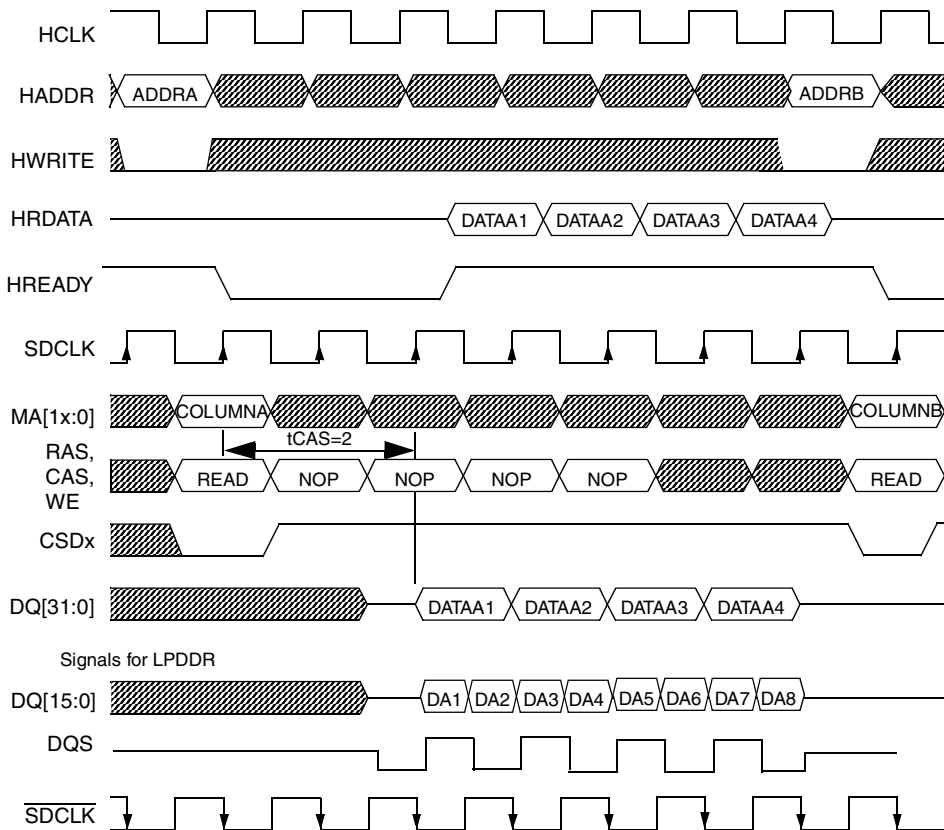 HCLK
HADDR ADDRA ADDRB
HWRITE
HRDATA DATAA1 DATAA2 DATAA3 DATAA4
HREADY
SDCLK
MA[1x:0] COLUMNA COLUMNB
tCAS=2
RAS,
CAS,
WE
READ NOP NOP NOP NOP READ
CSDx
DQ[31:0] DATAA1 DATAA2 DATAA3 DATAA4
Signals for LPDDR
DQ[15:0] DA1 DA2 DA3 DA4 DA5 DA6 DA7 DA8
DQS
SDCLK